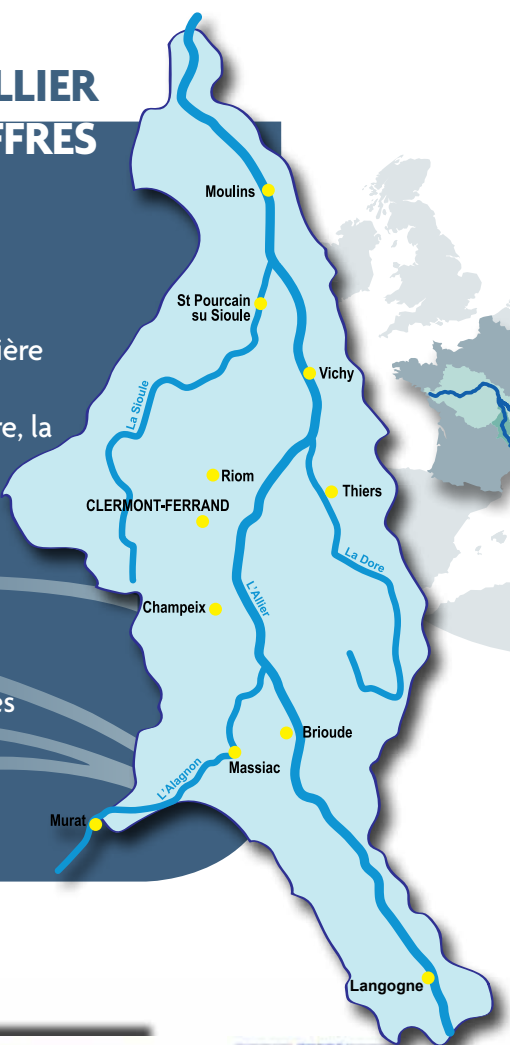 LLIER
FFRES
Moulins
St Pourcain
su Sioule
ière
Vichy
La Sioule
re, la
Riom
Thiers
CLERMONT-FERRAND
La Dore
L'Allier
Champeix
es
Brioude
Massiac
L'Alagnon
Murat
Langogne